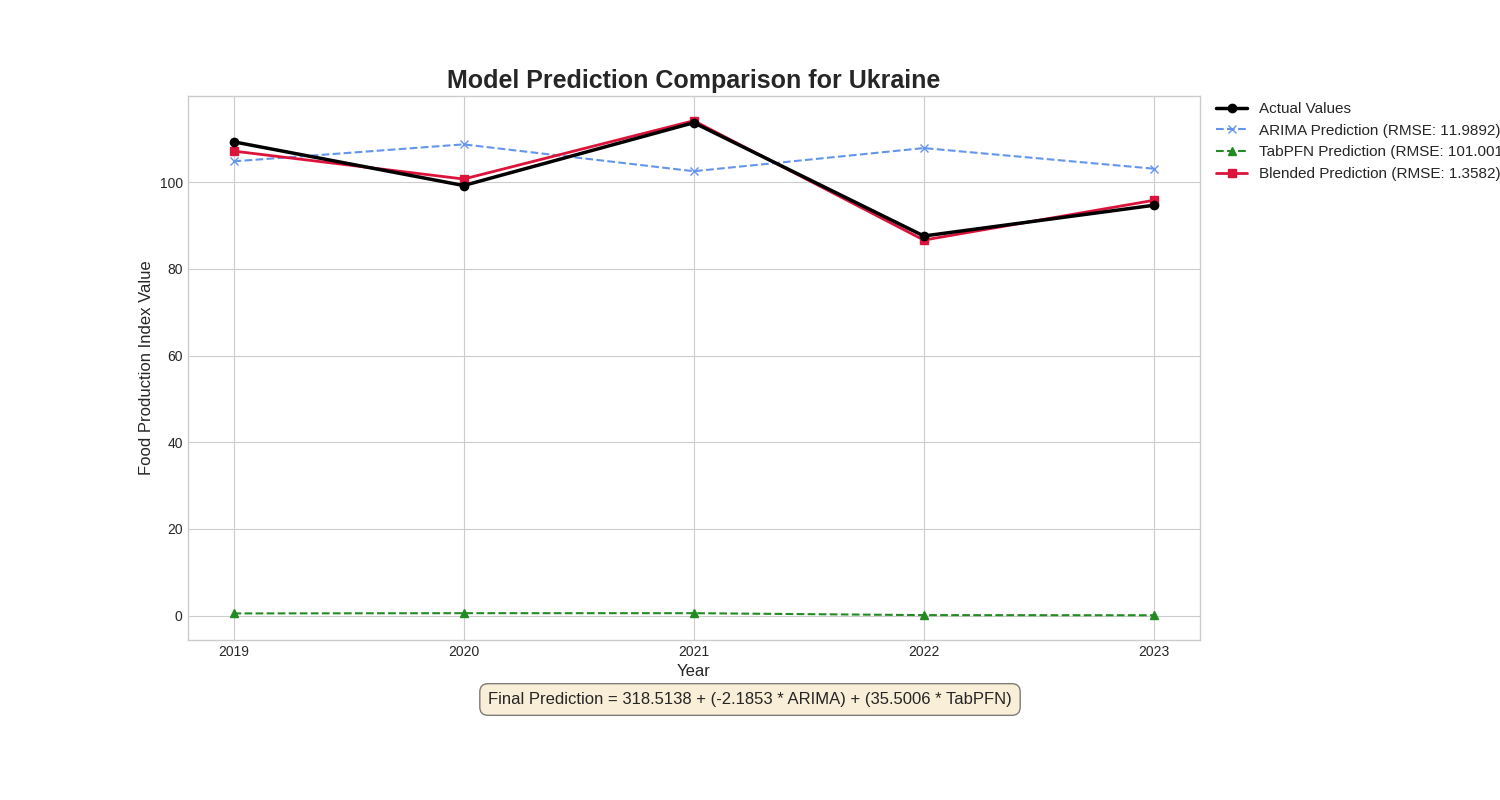 Model Prediction Comparison for Ukraine
Actual Values
ARIMA Prediction (RMSE: 11.9892)
TabPFN Prediction (RMSE: 101.001
Blended Prediction (RMSE: 1.3582)
Food Production Index Value
100
80
60
40
20
0
2019 2020 2021 2022 2023
Year
Final Prediction = 318.5138 + (-2.1853 * ARIMA) + (35.5006 * TabPFN)